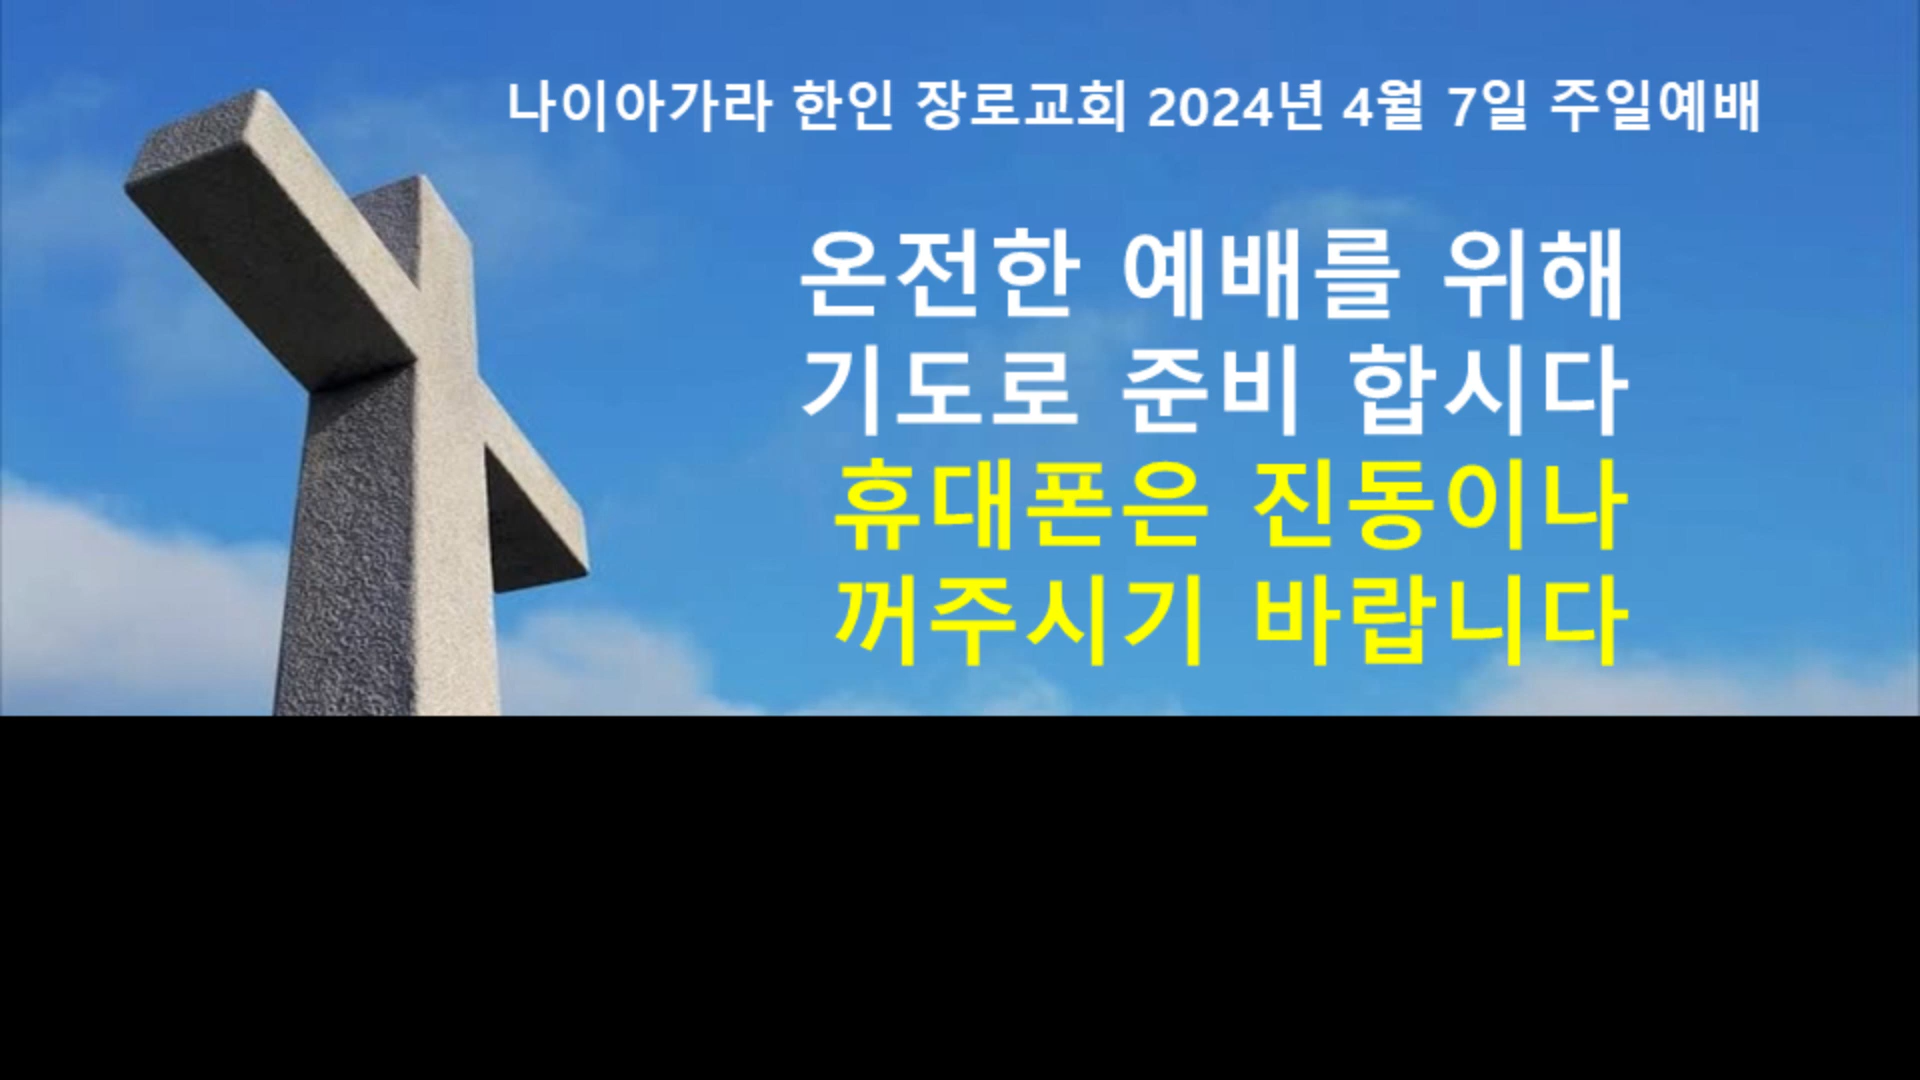 나이아가라 한인 장로교회 2024년 4월 7일 주일예배
온전한 예배를 위해
기도로 준비 합시다
휴대폰은 진동이나
꺼주시기 바랍니다